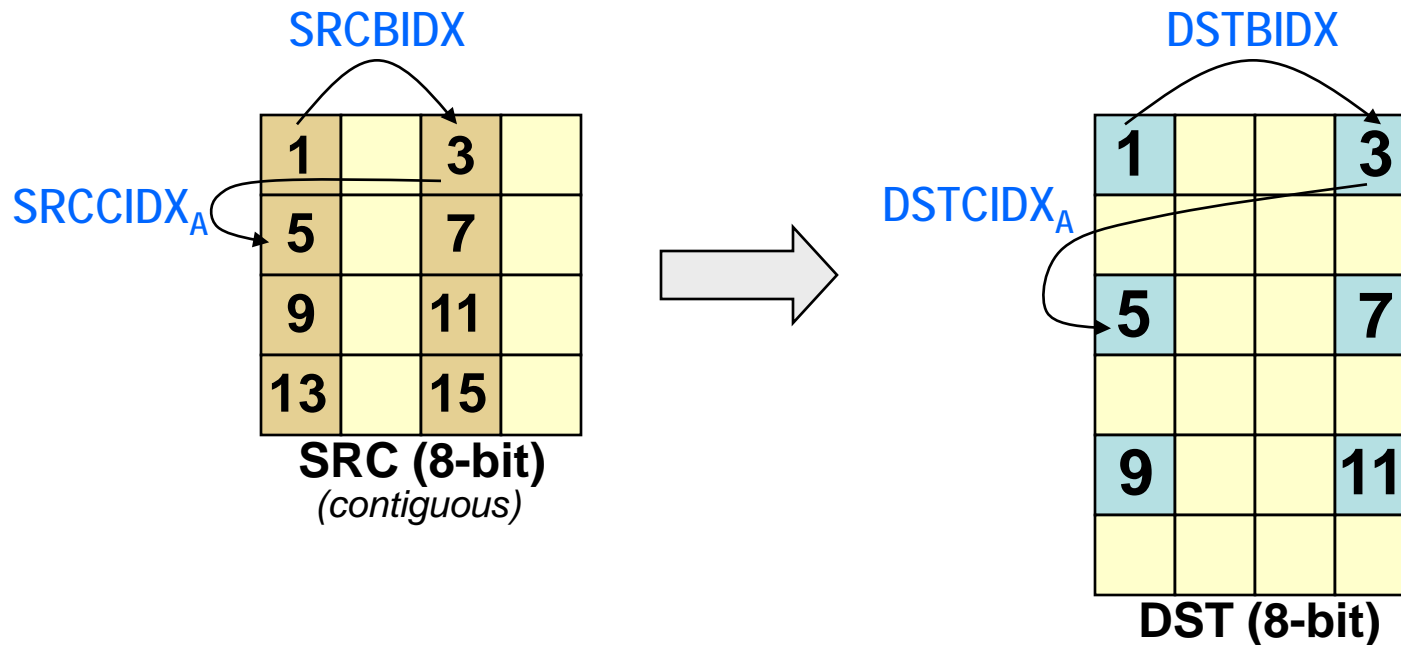 SRCBIDX
DSTBIDX
1 3
1 3
SRCCIDXA
DSTCIDXA
5 7
5 7
9 11
13 15
9 11
SRC (8-bit)
(contiguous)
DST (8-bit)